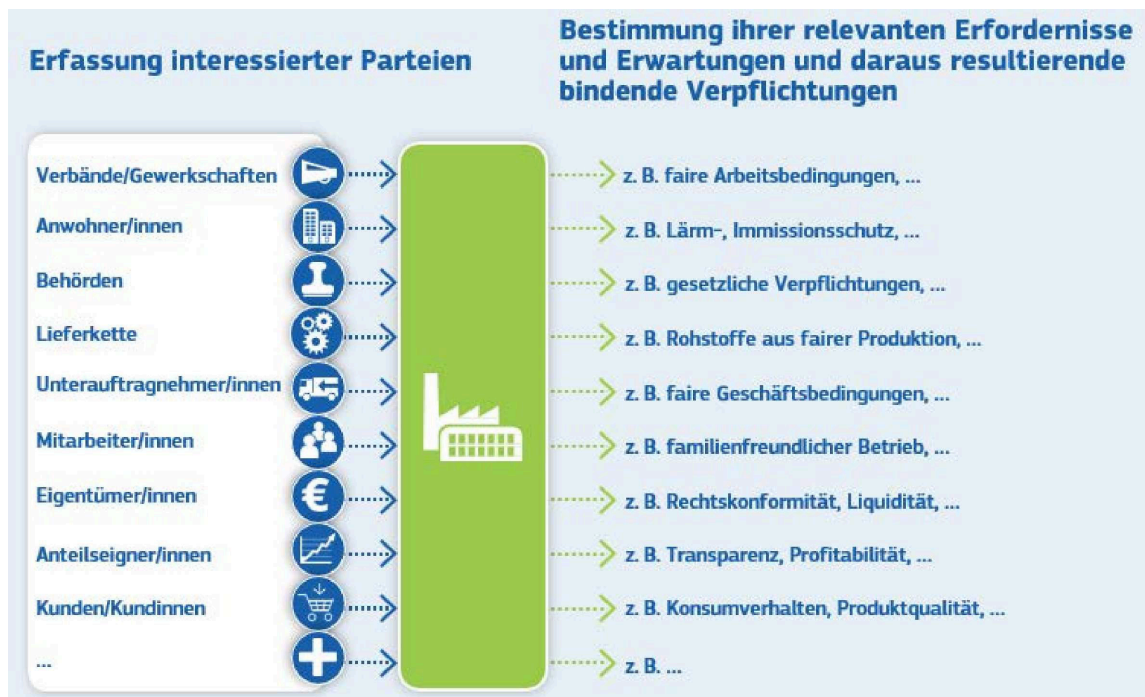 Erfassung interessierter Parteien
Bestimmung ihrer relevanten Erfordernisse
und Erwartungen und daraus resultierende
bindende Verpflichtungen
Verbände/Gewerkschaften
z. B. faire Arbeitsbedingungen, ...
Anwohner/innen
z. B. Lärm-, Immissionsschutz, ...
Behörden
z. B. gesetzliche Verpflichtungen, ...
Lieferkette
z. B. Rohstoffe aus fairer Produktion, ...
Unterauftragnehmer/innen
z. B. faire Geschäftsbedingungen, ...
Mitarbeiter/innen
z. B. familienfreundlicher Betrieb, ...
Eigentümer/innen
€
z. B. Rechtskonformität, Liquidität, ...
Anteilseigner/innen
z. B. Transparenz, Profitabilität, ...
Kunden/Kundinnen
z. B. Konsumverhalten, Produktqualität, ...
...
z. B. ...